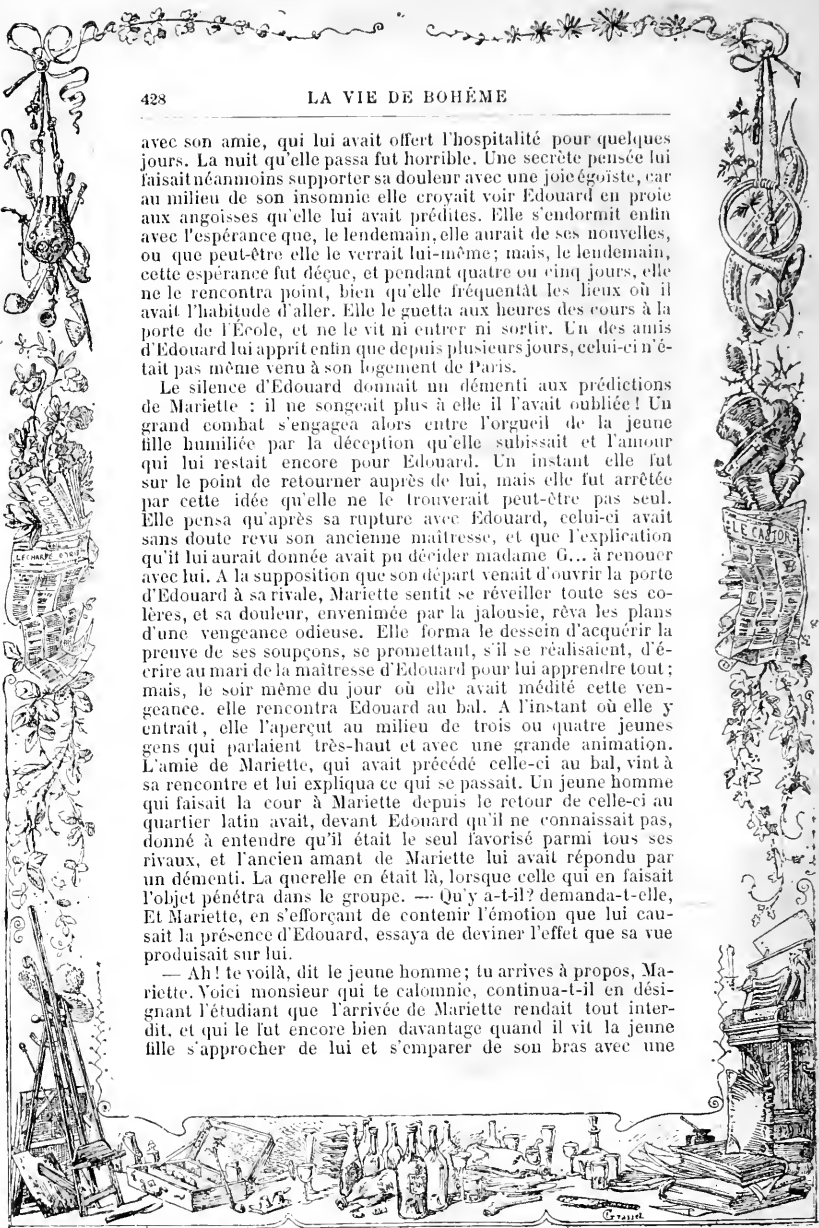 428 LA VIE DE BOHÊME
avec son amie, qui lui avait offert l'hospitalité pour quelques
jours. La nuit qu'elle passa fut horrible. Une secrète pensée lui
faisait néanmoins supporter sa douleur avec une joie égoïste, car
au milieu de son insomnie elle croyait voir Edouard en proie
aux angoisses qu'elle lui avait prédites. Elle s'endormit enfin
avec l'espérance que, le lendemain, elle aurait de ses nouvelles,
ou que peut-être elle le verrait lui-même; mais, le lendemain,
cette espérance fut déçue, et pendant quatre ou cinq jours, elle
ne le rencontra point, bien qu'elle fréquentât les lieux où il
avait l'habitude d'aller. Elle le guetta aux heures des cours à la
porte de l'École, et ne le vit ni entrer ni sortir. Un des amis
d'Edouard lui apprit enfin que depuis plusieurs jours, celui-ci n'é-
tait pas même venu à son logement de Paris.
Le silence d'Edouard donnait un démenti aux prédictions
de Mariette : il ne songeait plus à elle il l'avait oubliée! Un
grand combat s'engagea alors entre l'orgueil de la jeune
fille humiliée par la déception qu'elle subissait et l'amour
qui lui restait encore pour Edouard. Un instant elle fut
sur le point de retourner auprès de lui, mais elle fut arrêtée
par cette idée qu'elle ne le trouverait peut-être pas seul.
Elle pensa qu'après sa rupture avec Edouard, celui-ci avait
sans doute revu son ancienne maîtresse, et que l'explication
qu'il lui aurait donnée avait pu décider madame G... à renouer
avec lui. A la supposition que son départ venait d'ouvrir la porte
d'Edouard à sa rivale, Mariette sentit se réveiller toute ses co-
lères, et sa douleur, envenimée par la jalousie, rêva les plans
d'une vengeance odieuse. Elle forma le dessein d'acquérir la
preuve de ses soupçons, se promettant, s'il se réalisaient, d'é-
crire au mari de la maîtresse d'Edouard pour lui apprendre tout;
mais, le soir même du jour où elle avait médité cette ven-
geance. elle rencontra Edouard au bal. A l'instant où elle y
entrait, elle l'aperçut au milieu de trois ou quatre jeunes
gens qui parlaient très-haut et avec une grande animation.
L'amie de Mariette, qui avait précédé celle-ci au bal, vint à
sa rencontre et lui expliqua ce qui se passait. Un jeune homme
qui faisait la cour à Mariette depuis le retour de celle-ci au
quartier latin avait, devant Edouard qu'il ne connaissait pas,
donné à entendre qu'il était le seul favorisé parmi tous ses
rivaux, et l'ancien amant de Mariette lui avait répondu par
un démenti. La querelle en était là, lorsque celle qui en faisait
l'objet pénétra dans le groupe. — Qu'y a-t-il? demanda-t-elle,
Et Mariette, en s'efforçant de contenir l'émotion que lui cau-
sait la présence d'Edouard, essaya de deviner l'effet que sa vue
produisait sur lui.
— Ah! te voilà, dit le jeune homme; tu arrives à propos, Ma-
riette. Voici monsieur qui te calomnie, continua-t-il en dési-
gnant l'étudiant que l'arrivée de Mariette rendait tout inter-
dit. et qui le fut encore bien davantage quand il vit la jeune
fille s'approcher de lui et s'emparer de son bras avec une
LE CASTOR
Grasset